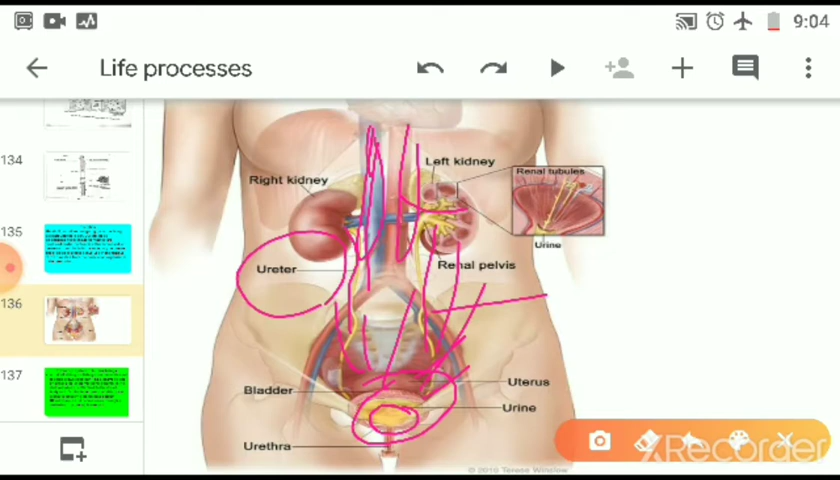 9:04
Life processes
134
135
136
137
Right kidney
Left kidney
Renal tubules
Urine
Ureter
Renal pelvis
Bladder
Uterus
Urine
Urethra
XRecorder
© 2010 Terese Winslow